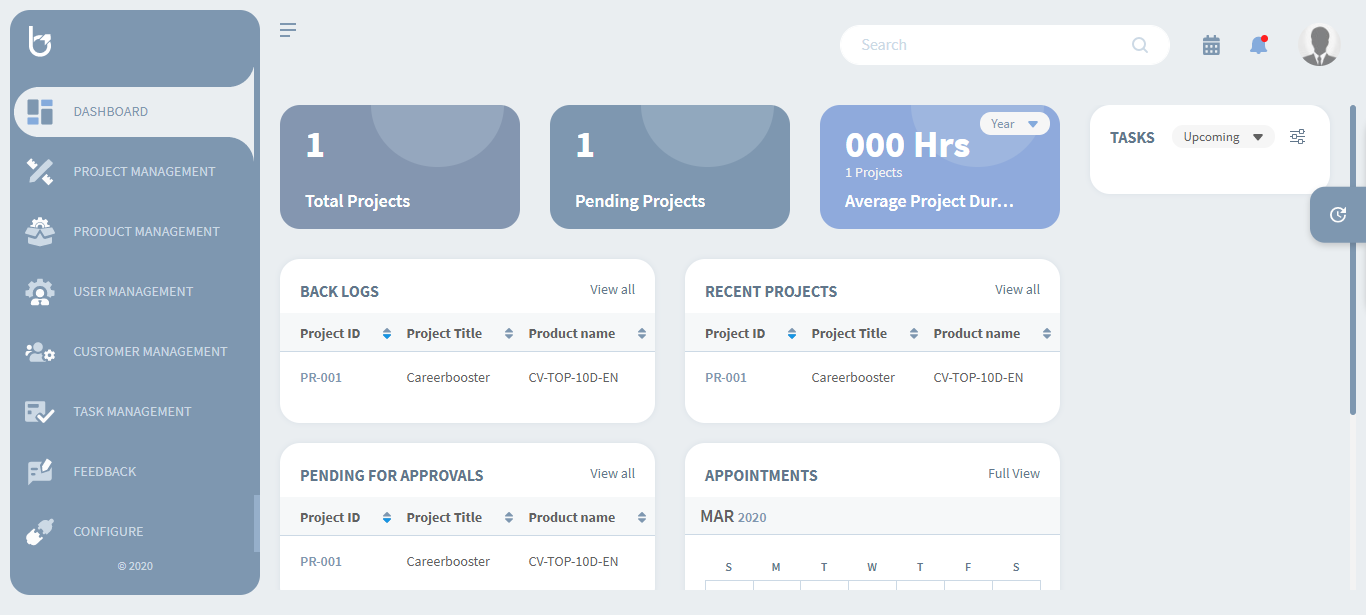 DASHBOARD
PROJECT MANAGEMENT
PRODUCT MANAGEMENT
USER MANAGEMENT
CUSTOMER MANAGEMENT
TASK MANAGEMENT
FEEDBACK
CONFIGURE
© 2020
Search
1
Total Projects
1
Pending Projects
Year
000 Hrs
1 Projects
Average Project Dur...
TASKS Upcoming
BACK LOGS View all
Project ID Project Title Product name
PR-001 Careerbooster CV-TOP-10D-EN
RECENT PROJECTS View all
Project ID Project Title Product name
PR-001 Careerbooster CV-TOP-10D-EN
PENDING FOR APPROVALS View all
Project ID Project Title Product name
PR-001 Careerbooster CV-TOP-10D-EN
APPOINTMENTS Full View
MAR 2020
S M T W T F S